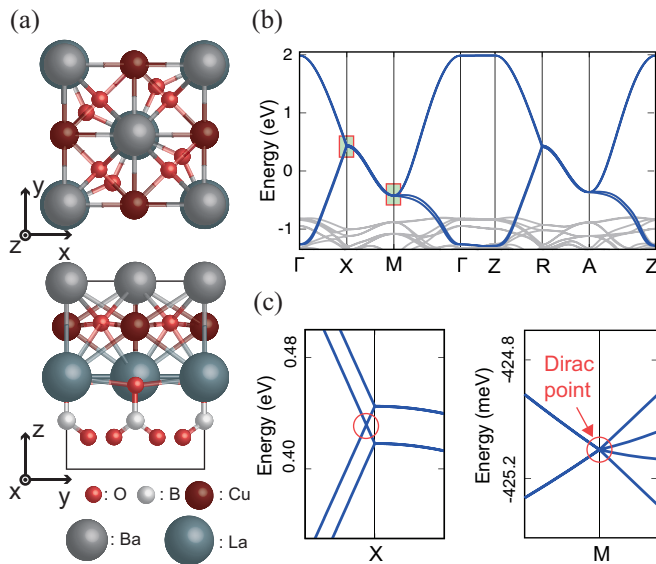 (a)
y
z
x
z
x
y
: O
: B
: Cu
: Ba
: La
(b)
Energy (eV)
2
1
0
-1
Γ
X
M
Γ
Z
R
A
Z
(c)
Energy (eV)
0.48
0.40
X
Energy (meV)
-424.8
-425.2
Dirac
point
M